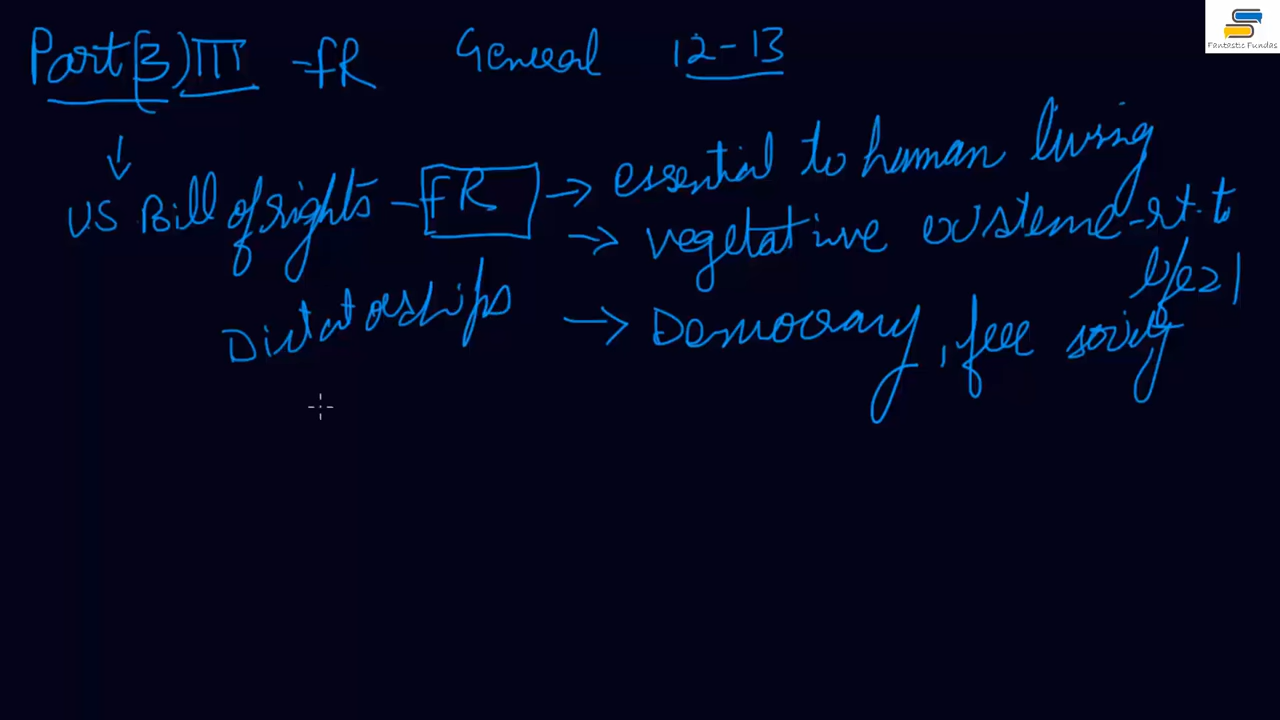 Part(3)III -FR General 12-13
US Bill of rights - FR → essential to human living
→ vegetative existence - rt. to life 21
Dictatorships → Democracy, free society
Fantastic Fundas